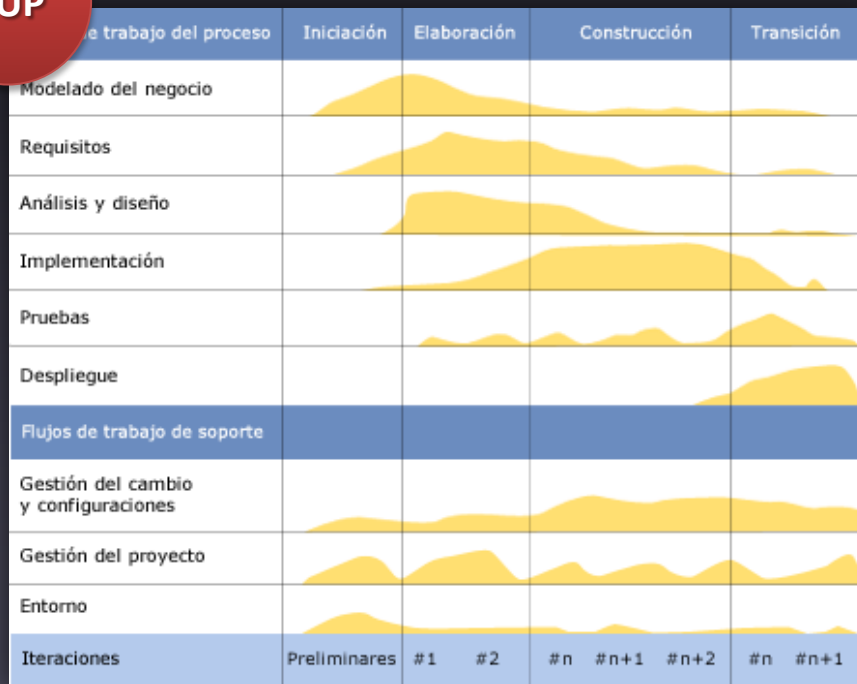 UP
de trabajo del proceso Iniciación Elaboración Construcción Transición
Modelado del negocio
Requisitos
Análisis y diseño
Implementación
Pruebas
Despliegue
Flujos de trabajo de soporte
Gestión del cambio
y configuraciones
Gestión del proyecto
Entorno
Iteraciones Preliminares #1 #2 #n #n+1 #n+2 #n #n+1